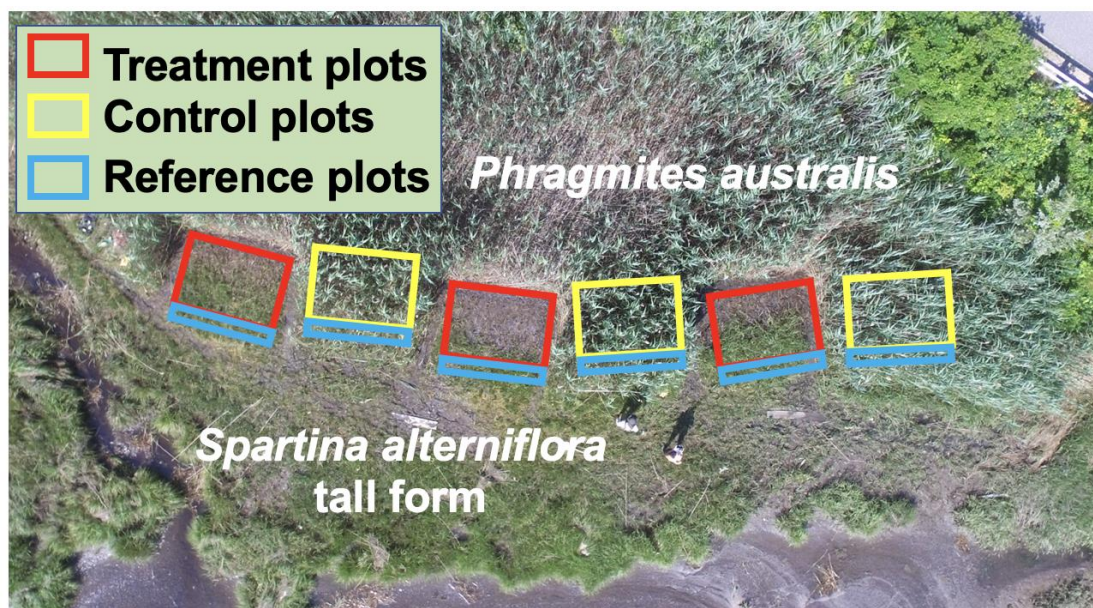 Treatment plots
Control plots
Reference plots
Phragmites australis
Spartina alterniflora
tall form